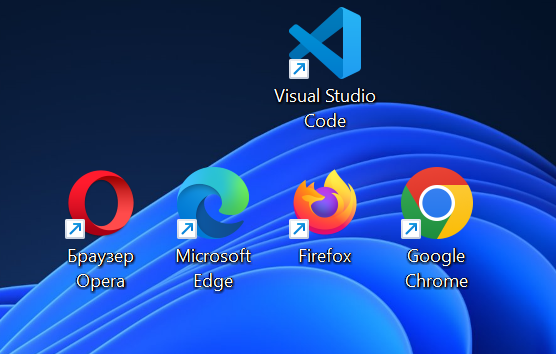 Visual Studio
Code
Браузер
Opera
Microsoft
Edge
Firefox
Google
Chrome